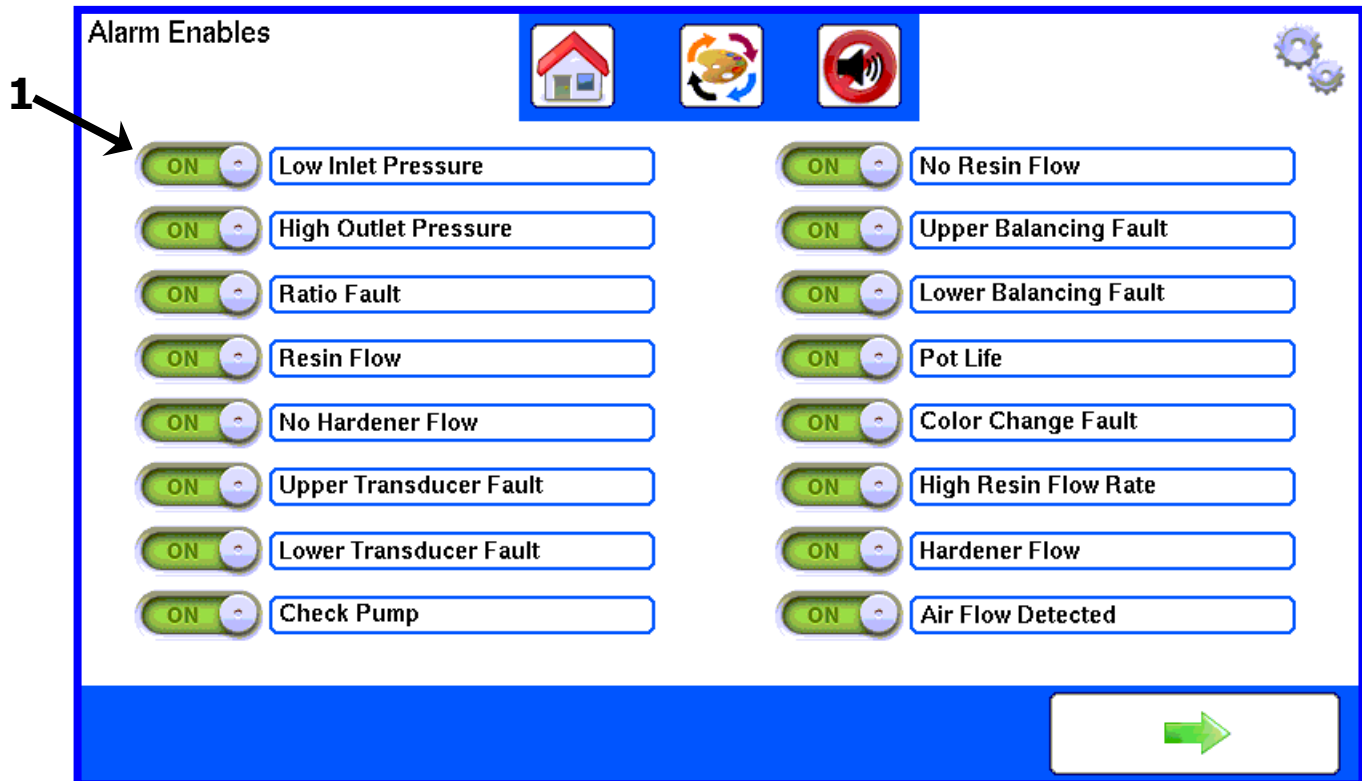 Alarm Enables
1
ON Low Inlet Pressure
ON No Resin Flow
ON High Outlet Pressure
ON Upper Balancing Fault
ON Ratio Fault
ON Lower Balancing Fault
ON Resin Flow
ON Pot Life
ON No Hardener Flow
ON Color Change Fault
ON Upper Transducer Fault
ON High Resin Flow Rate
ON Lower Transducer Fault
ON Hardener Flow
ON Check Pump
ON Air Flow Detected